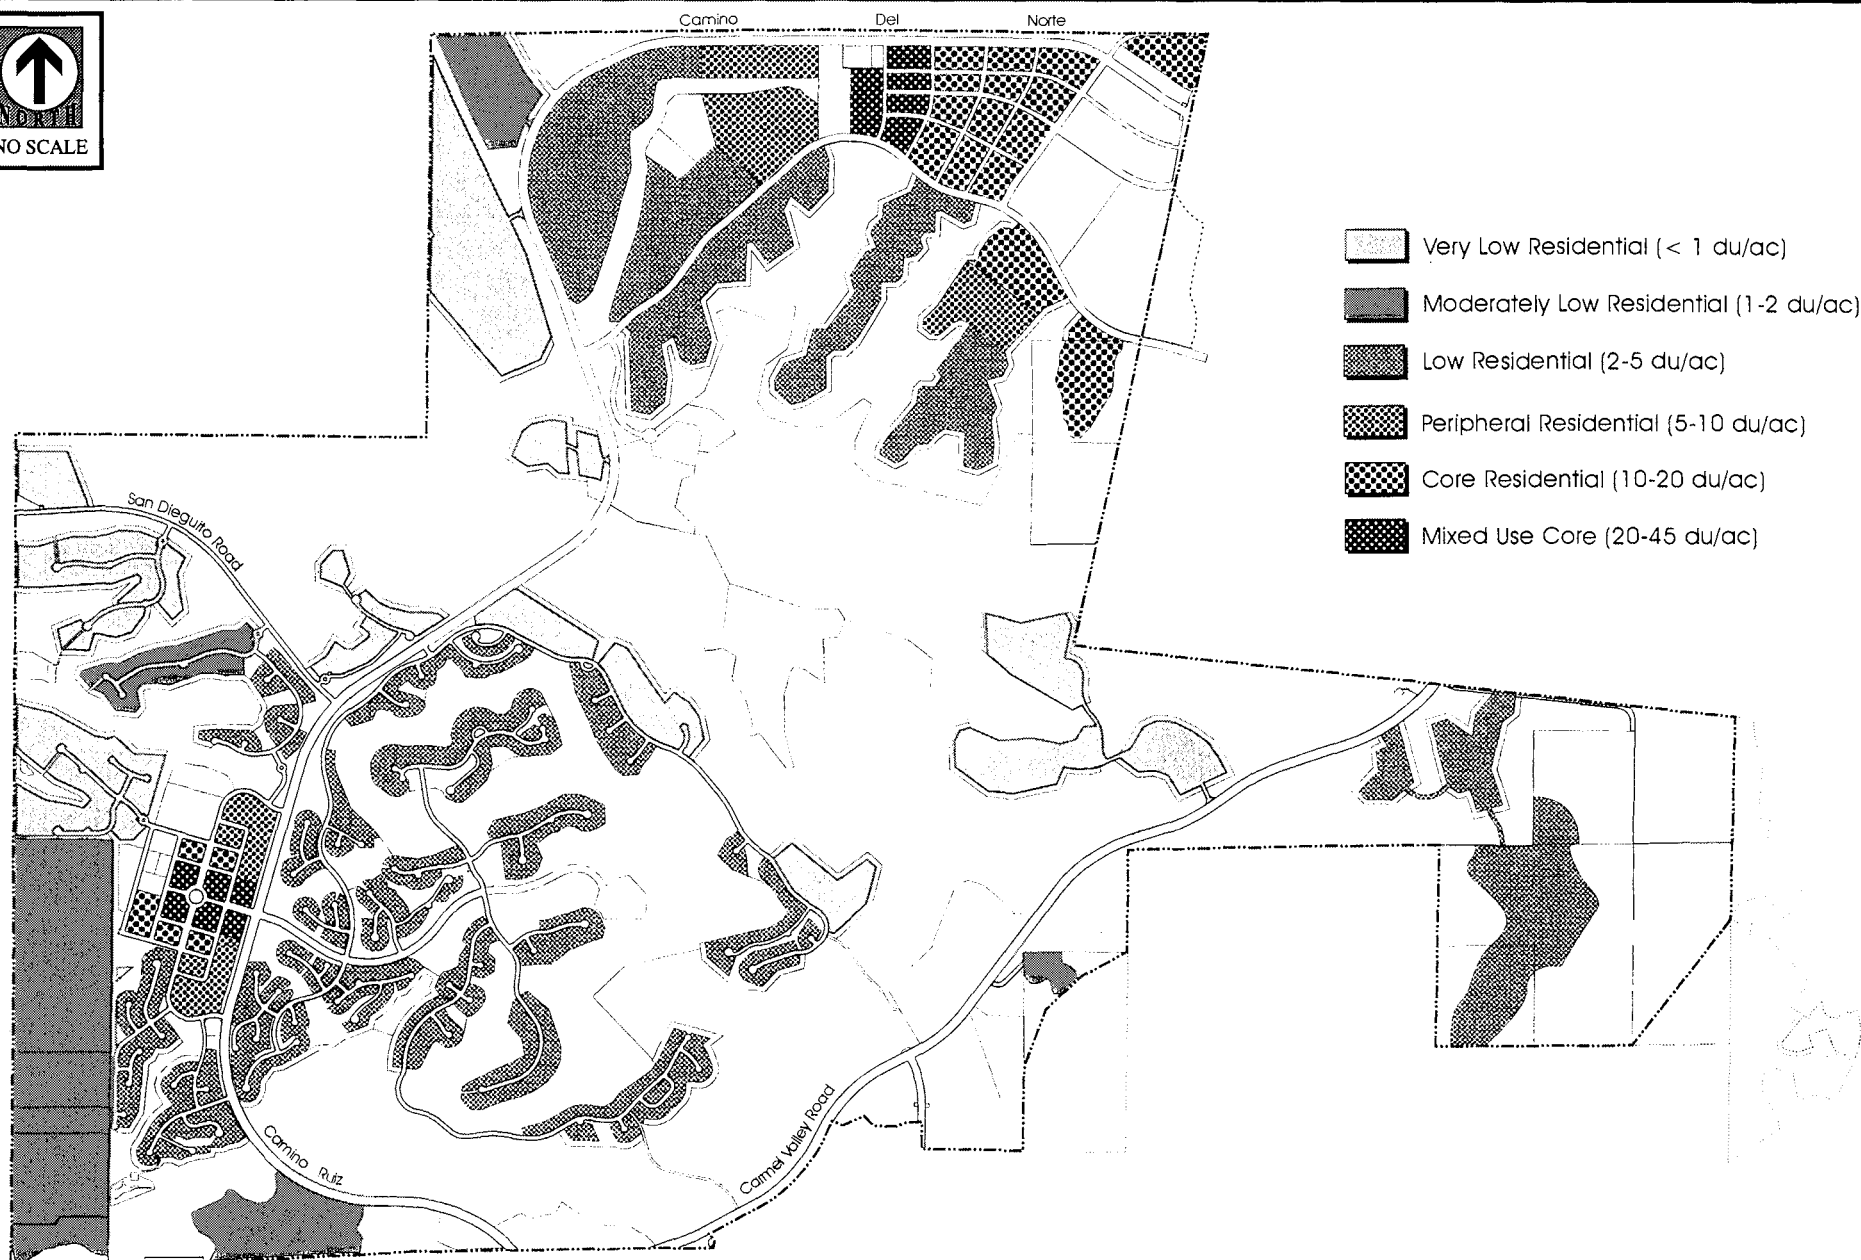 Camino Del Norte
NORTH
NO SCALE
Very Low Residential (< 1 du/ac)
Moderately Low Residential (1-2 du/ac)
Low Residential (2-5 du/ac)
Peripheral Residential (5-10 du/ac)
Core Residential (10-20 du/ac)
Mixed Use Core (20-45 du/ac)
San Dieguito Road
Camino Ruiz
Carmel Valley Road